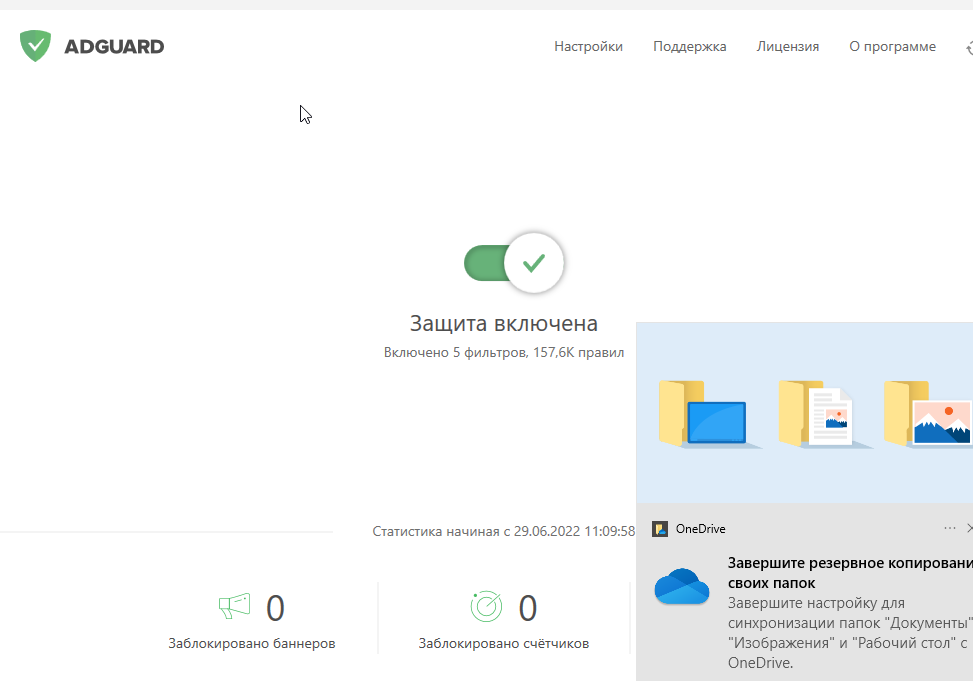 ADGUARD
Настройки Поддержка Лицензия О программе
Защита включена
Включено 5 фильтров, 157,6K правил
Статистика начиная с 29.06.2022 11:09:58
0
Заблокировано баннеров
0
Заблокировано счётчиков
OneDrive
Завершите резервное копировани
своих папок
Завершите настройку для
синхронизации папок "Документы"
"Изображения" и "Рабочий стол" с
OneDrive.